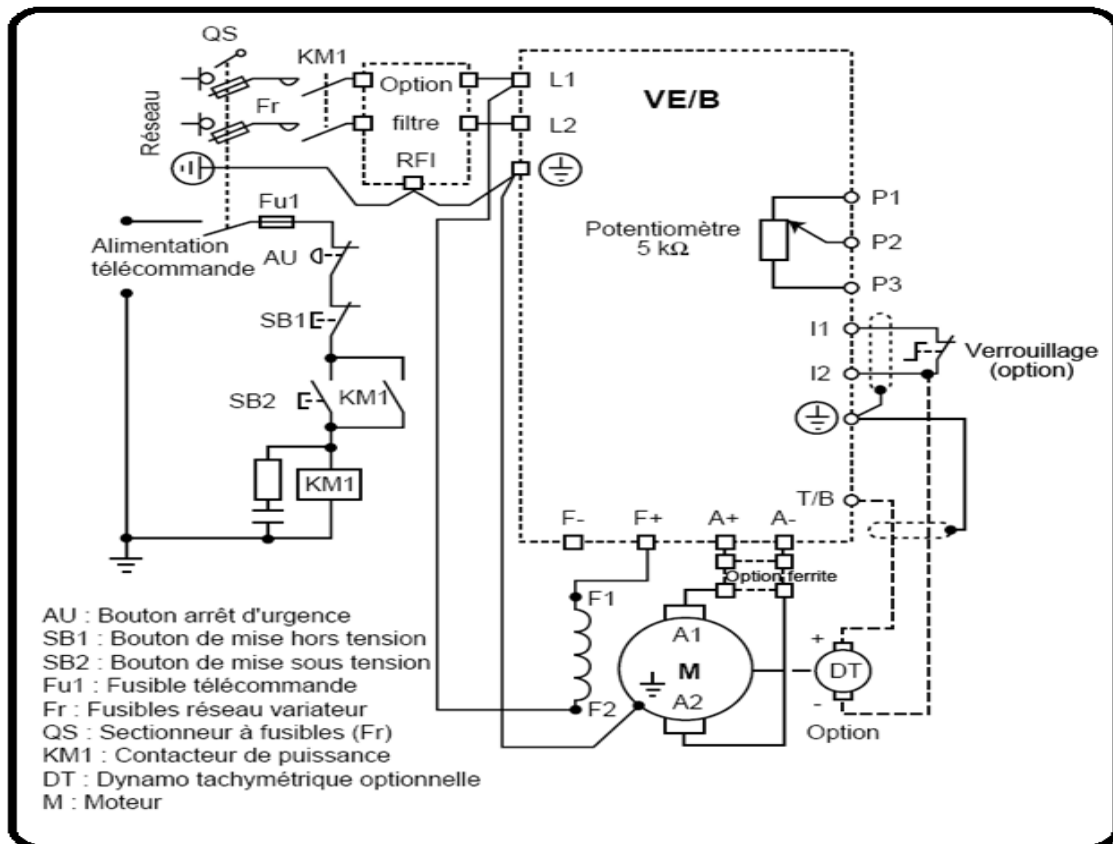 QS
KM1
Réseau
Fr
Option
filtre
RFI
L1
L2
VE/B
Fu1
Alimentation
télécommande
AU
SB1
SB2
KM1
KM1
Potentiomètre
5 kΩ
P1
P2
P3
I1
I2
Verrouillage
(option)
T/B
F-
F+
A+
A-
Option ferrite
F1
F2
A1
M
A2
+
DT
-
Option
AU : Bouton arrêt d'urgence
SB1 : Bouton de mise hors tension
SB2 : Bouton de mise sous tension
Fu1 : Fusible télécommande
Fr : Fusibles réseau variateur
QS : Sectionneur à fusibles (Fr)
KM1 : Contacteur de puissance
DT : Dynamo tachymétrique optionnelle
M : Moteur